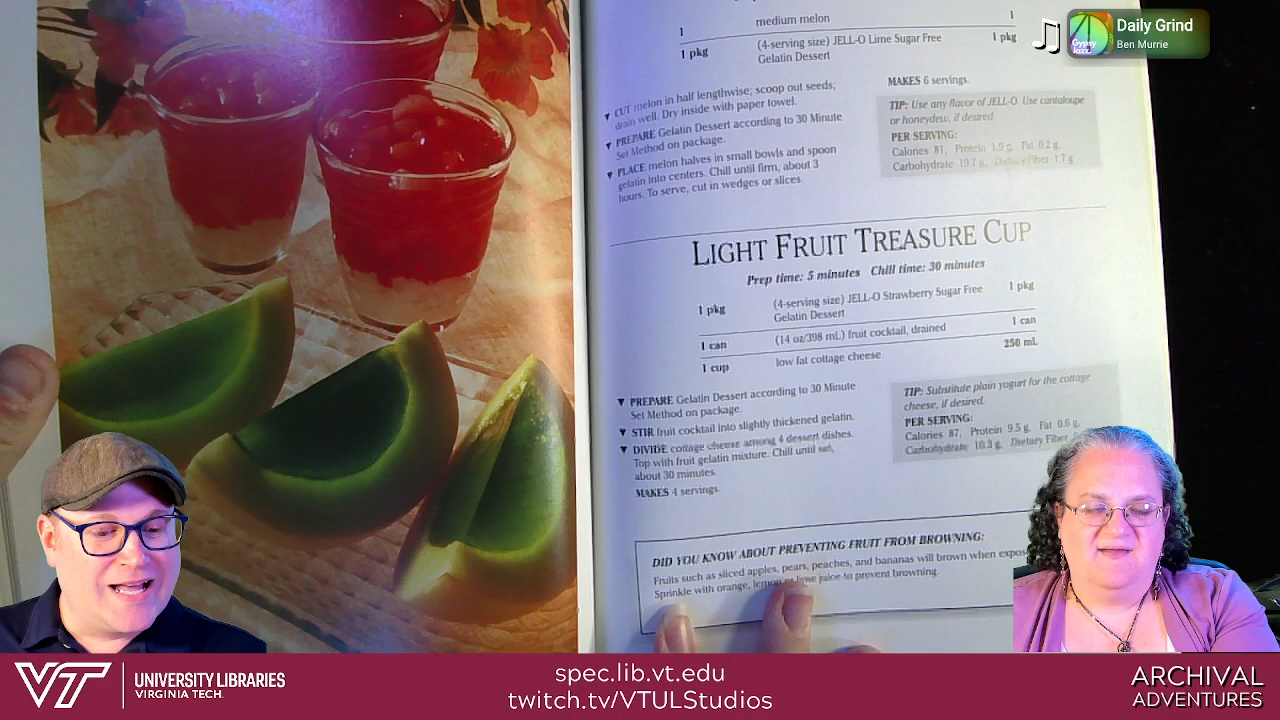 Daily Grind
Ben Murrie
Gypsy
Jazz
1 medium melon 1
1 pkg (4-serving size) JELL-O Lime Sugar Free 1 pkg
Gelatin Dessert
▼ CUT melon in half lengthwise; scoop out seeds;
drain well. Dry inside with paper towel.
▼ PREPARE Gelatin Dessert according to 30 Minute
Set Method on package.
▼ PLACE melon halves in small bowls and spoon
gelatin into centers. Chill until firm, about 3
hours. To serve, cut in wedges or slices.
MAKES 6 servings.
TIP: Use any flavor of JELL-O. Use cantaloupe
or honeydew, if desired.
PER SERVING:
Calories 81, Protein 1.9 g, Fat 0.2 g,
Carbohydrate 19.7 g, Dietary Fiber 1.7 g
LIGHT FRUIT TREASURE CUP
Prep time: 5 minutes Chill time: 30 minutes
1 pkg (4-serving size) JELL-O Strawberry Sugar Free 1 pkg
Gelatin Dessert
1 can (14 oz/398 mL) fruit cocktail, drained 1 can
1 cup low fat cottage cheese 250 mL
▼ PREPARE Gelatin Dessert according to 30 Minute
Set Method on package.
▼ STIR fruit cocktail into slightly thickened gelatin.
▼ DIVIDE cottage cheese among 4 dessert dishes.
Top with fruit gelatin mixture. Chill until set,
about 30 minutes.
MAKES 4 servings.
TIP: Substitute plain yogurt for the cottage
cheese, if desired.
PER SERVING:
Calories 87, Protein 9.5 g, Fat 0.6 g,
Carbohydrate 10.3 g, Dietary Fiber
DID YOU KNOW ABOUT PREVENTING FRUIT FROM BROWNING:
Fruits such as sliced apples, pears, peaches, and bananas will brown when
Sprinkle with orange, lemon or lime juice to prevent browning.
VT UNIVERSITY LIBRARIES
VIRGINIA TECH.
spec.lib.vt.edu
twitch.tv/VTULStudios
ARCHIVAL
ADVENTURES